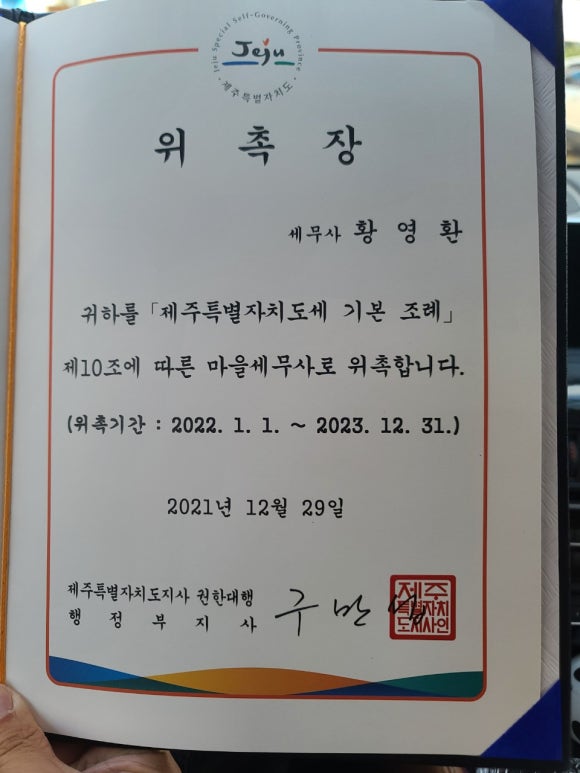 Jeju Special Self-Governing Province
Jeju
· 제주특별자치도 ·
위 촉 장
세무사 황 영 환
귀하를 「제주특별자치도세 기본 조례」
제10조에 따른 마을세무사로 위촉합니다.
(위촉기간 : 2022. 1. 1. ~ 2023. 12. 31.)
2021년 12월 29일
제주특별자치도지사 권한대행
행 정 부 지 사 구 만 섭
제주
특별자치
도지사인